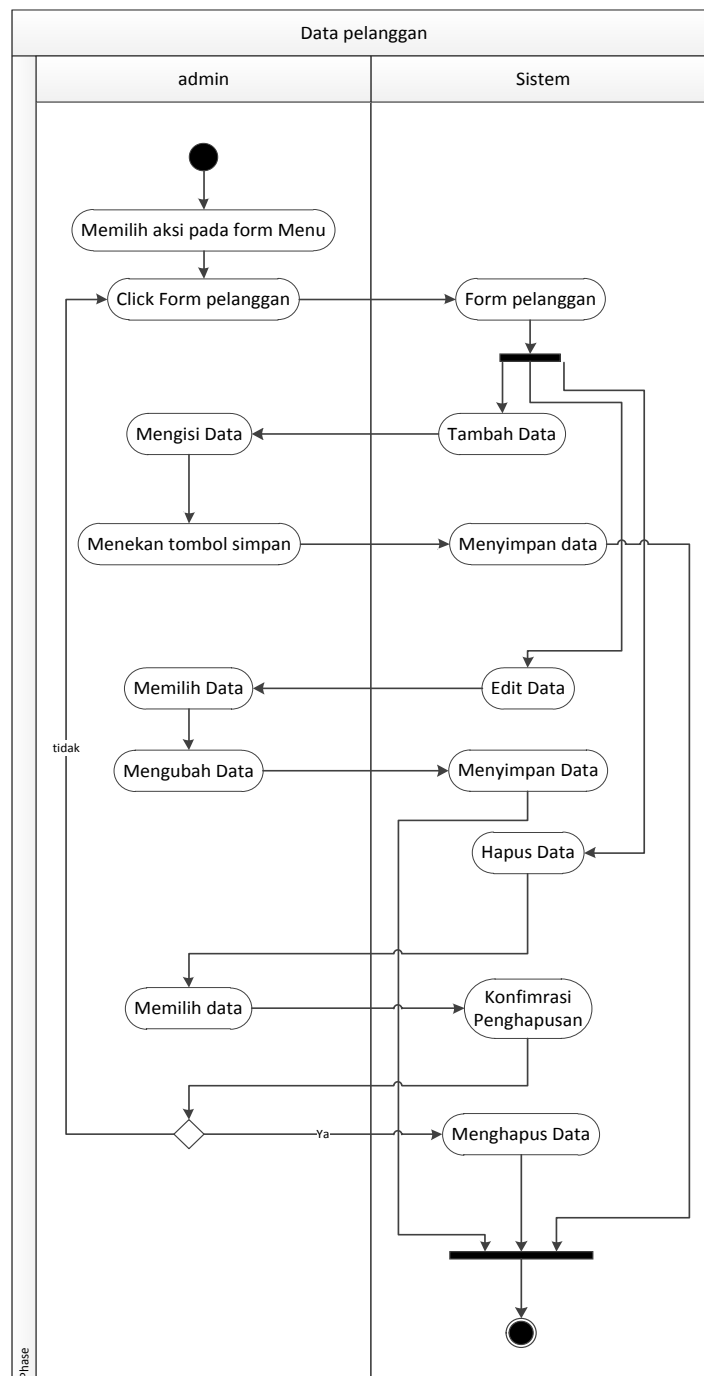 Data pelanggan
admin
Sistem
Memilih aksi pada form Menu
Click Form pelanggan
Form pelanggan
Mengisi Data
Tambah Data
Menekan tombol simpan
Menyimpan data
Memilih Data
Edit Data
tidak
Mengubah Data
Menyimpan Data
Hapus Data
Memilih data
Konfimrasi
Penghapusan
Ya
Menghapus Data
Phase